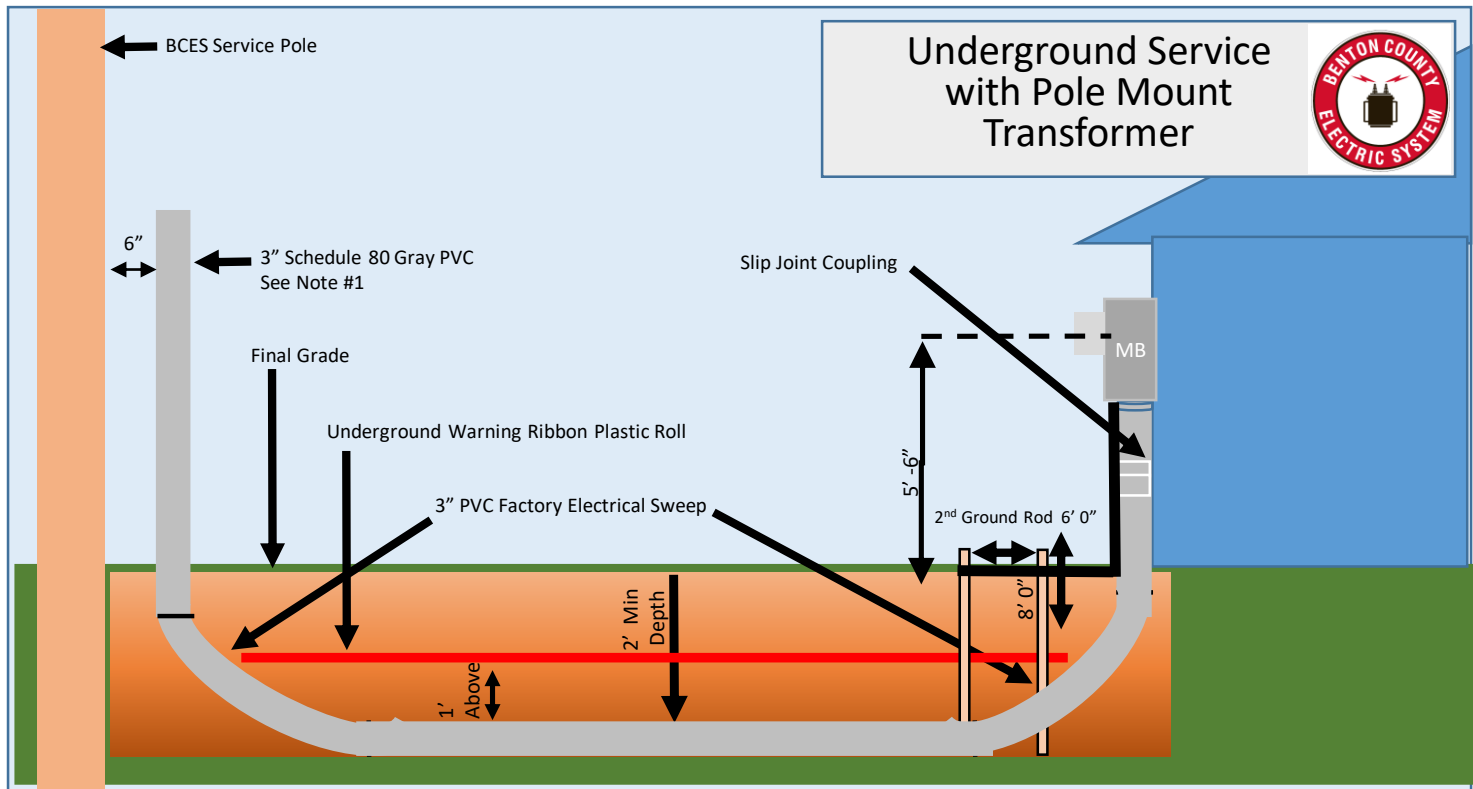 BCES Service Pole
Underground Service
with Pole Mount
Transformer
BENTON COUNTY
ELECTRIC SYSTEM
6”
3” Schedule 80 Gray PVC
See Note #1
Slip Joint Coupling
Final Grade
MB
Underground Warning Ribbon Plastic Roll
5’ -6”
3” PVC Factory Electrical Sweep
2nd Ground Rod 6’ 0”
2’ Min
Depth
8’ 0”
1’
Above